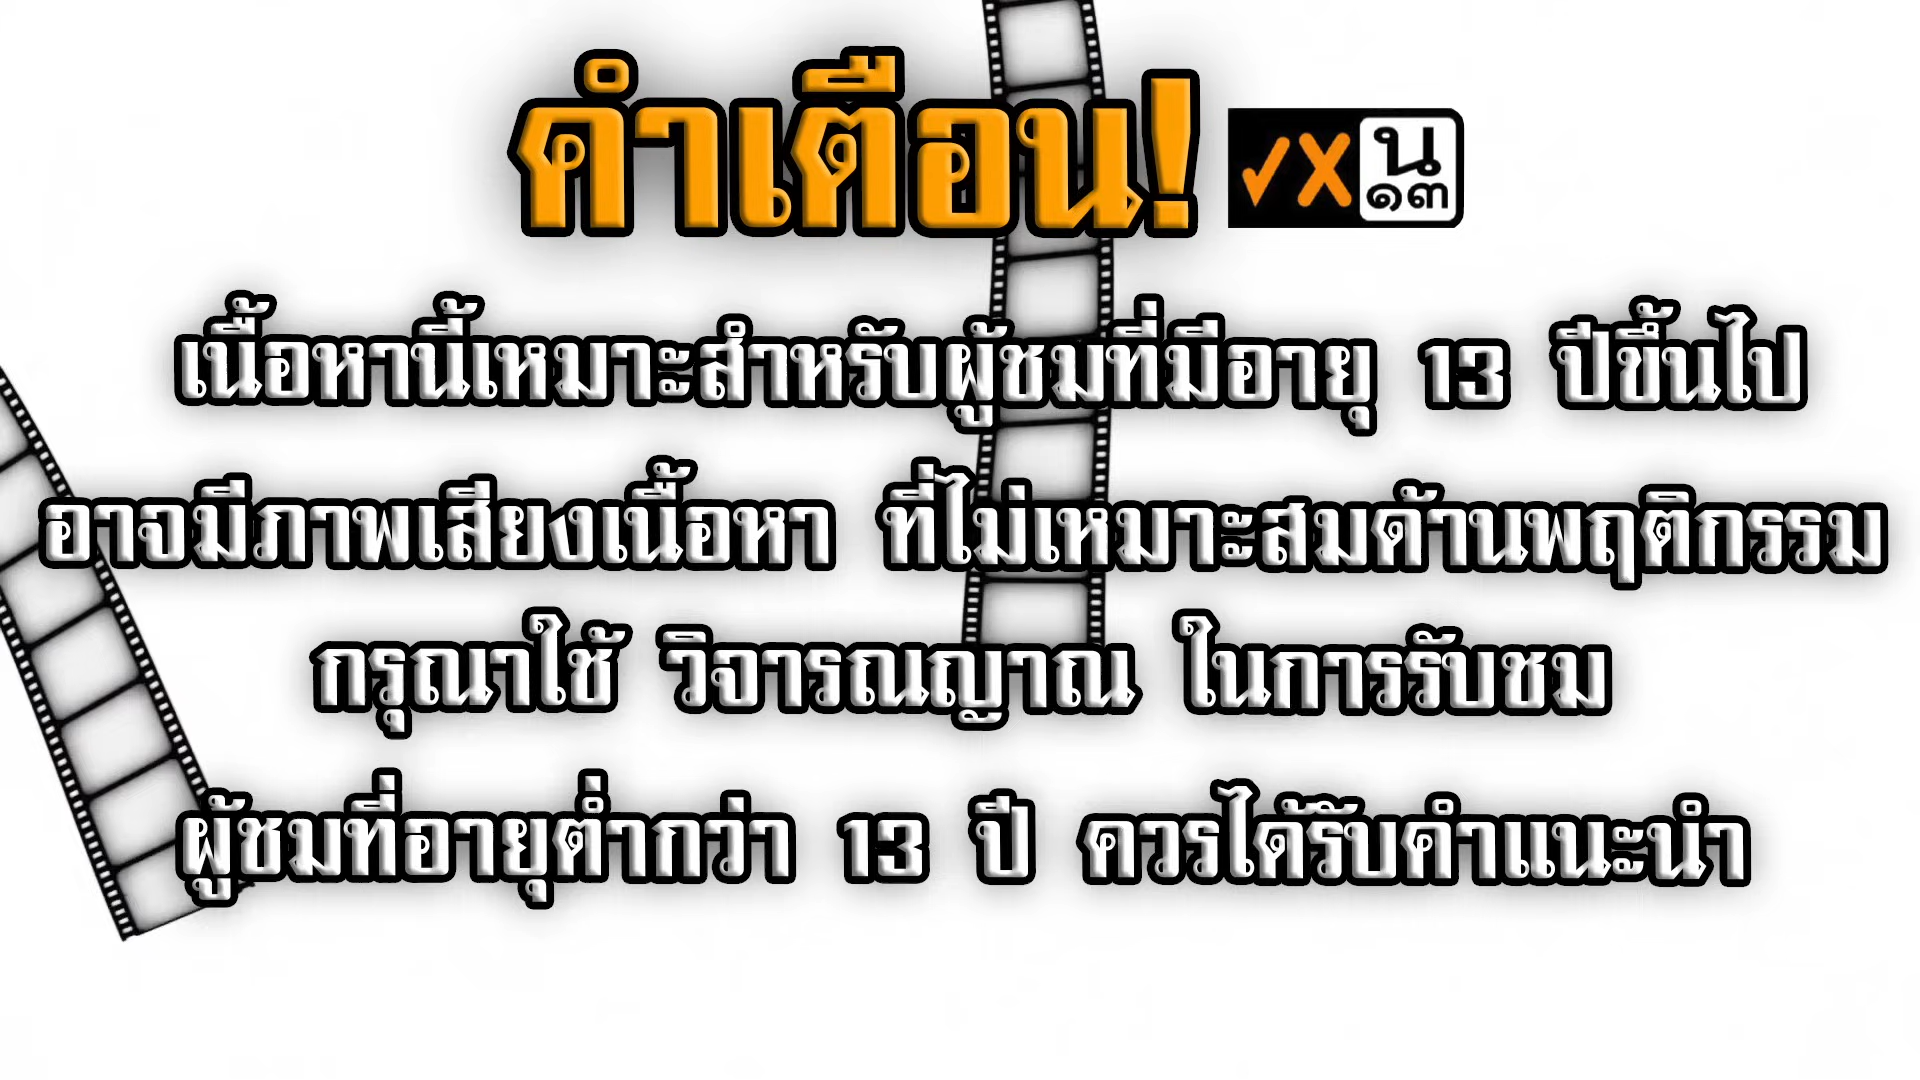 คำเตือน! ✓X น ๑๓
เนื้อหานี้เหมาะสำหรับผู้ชมที่มีอายุ 13 ปีขึ้นไป
อาจมีภาพเสียงเนื้อหา ที่ไม่เหมาะสมด้านพฤติกรรม
กรุณาใช้ วิจารณญาณ ในการรับชม
ผู้ชมที่อายุต่ำกว่า 13 ปี ควรได้รับคำแนะนำ